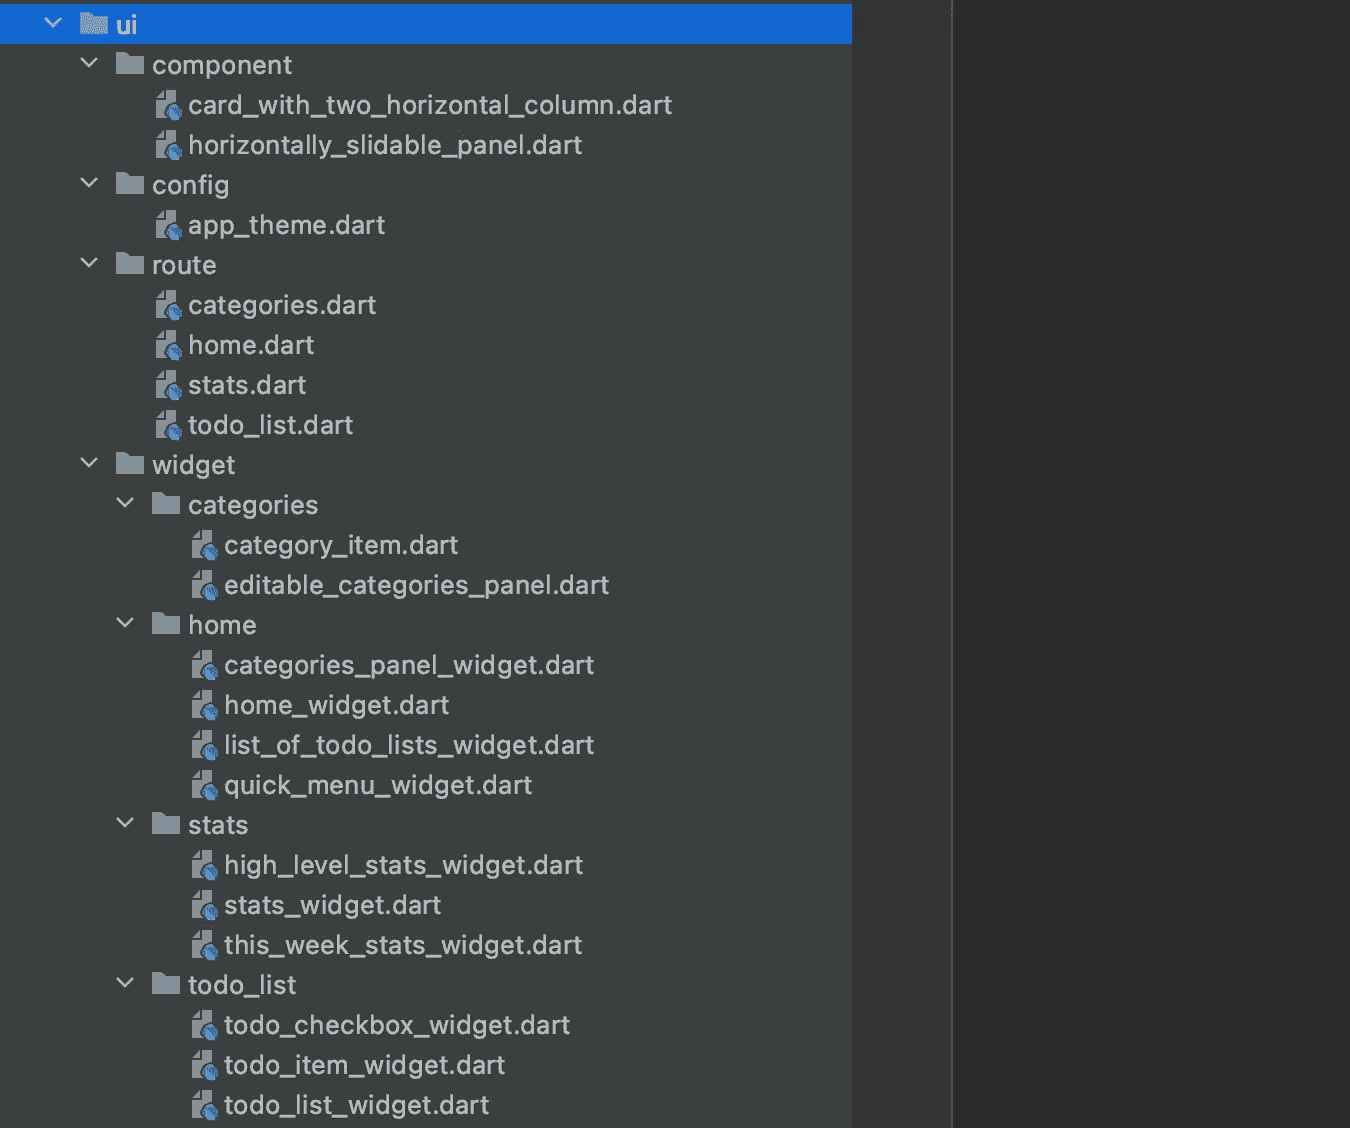 ui
component
card_with_two_horizontal_column.dart
horizontally_slidable_panel.dart
config
app_theme.dart
route
categories.dart
home.dart
stats.dart
todo_list.dart
widget
categories
category_item.dart
editable_categories_panel.dart
home
categories_panel_widget.dart
home_widget.dart
list_of_todo_lists_widget.dart
quick_menu_widget.dart
stats
high_level_stats_widget.dart
stats_widget.dart
this_week_stats_widget.dart
todo_list
todo_checkbox_widget.dart
todo_item_widget.dart
todo_list_widget.dart